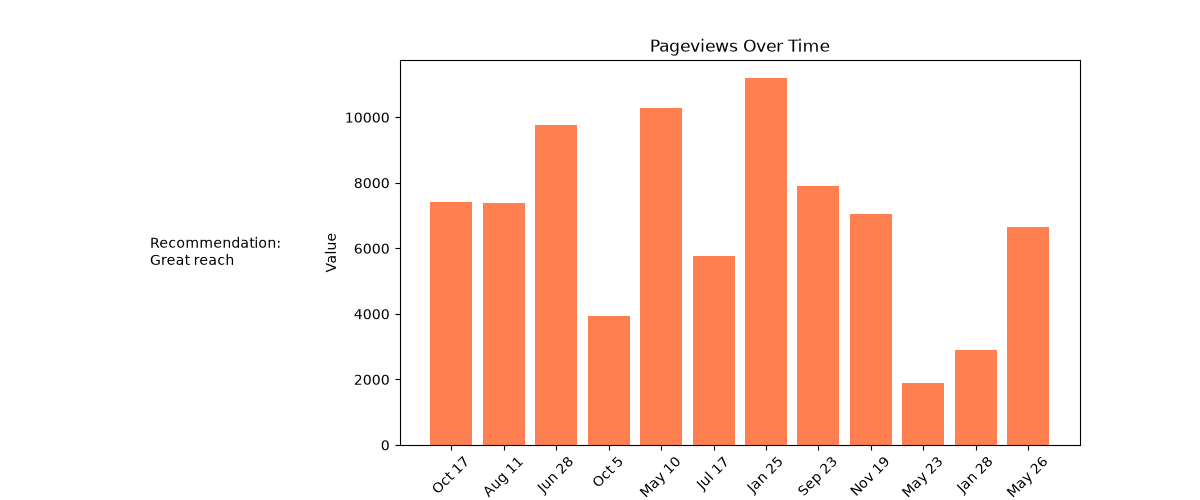 Pageviews Over Time
Recommendation:
Great reach
Value
10000
8000
6000
4000
2000
0
Oct 17
Aug 11
Jun 28
Oct 5
May 10
Jul 17
Jan 25
Sep 23
Nov 19
May 23
Jan 28
May 26